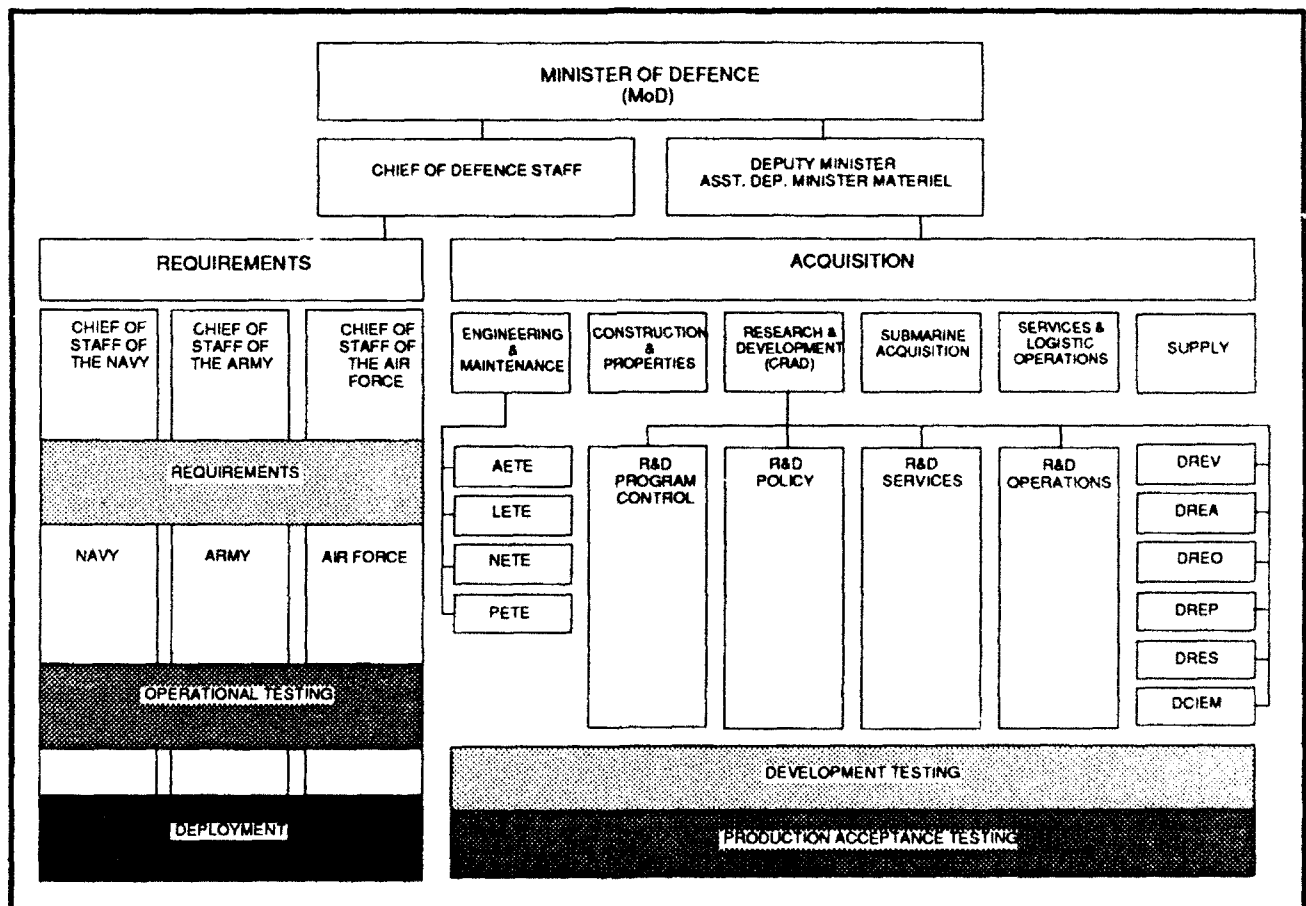 MINISTER OF DEFENCE
(MoD)
CHIEF OF DEFENCE STAFF
DEPUTY MINISTER
ASST. DEP. MINISTER MATERIEL
REQUIREMENTS
ACQUISITION
CHIEF OF
STAFF OF
THE NAVY
CHIEF OF
STAFF OF
THE ARMY
CHIEF OF
STAFF OF
THE AIR
FORCE
ENGINEERING
&
MAINTENANCE
CONSTRUCTION
&
PROPERTIES
RESEARCH &
DEVELOPMENT
(CRAD)
SUBMARINE
ACQUISITION
SERVICES &
LOGISTIC
OPERATIONS
SUPPLY
REQUIREMENTS
NAVY
ARMY
AIR FORCE
OPERATIONAL TESTING
DEPLOYMENT
AETE
LETE
NETE
PETE
R&D
PROGRAM
CONTROL
R&D
POLICY
R&D
SERVICES
R&D
OPERATIONS
DREV
DREA
DREO
DREP
DRES
DCIEM
DEVELOPMENT TESTING
PRODUCTION ACCEPTANCE TESTING